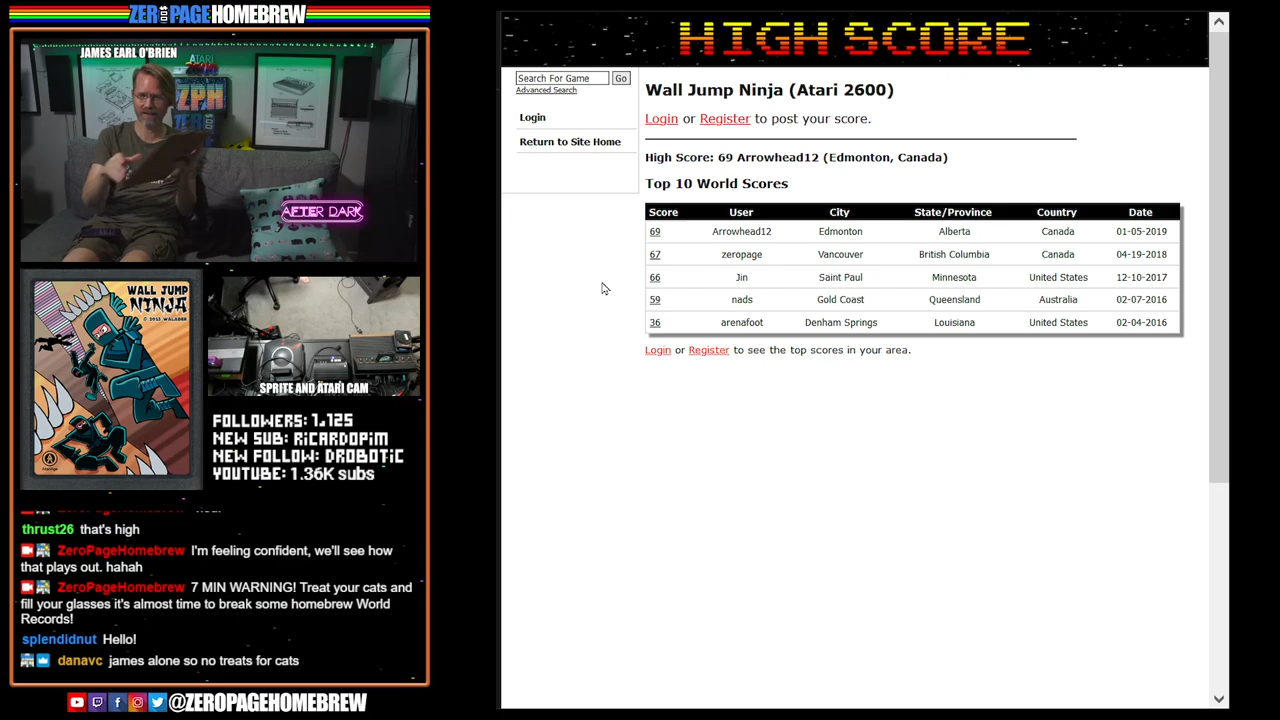 ZEROPAGEHOMEBREW
JAMES EARL O'BRIEN
ATARI
ZPH
AFTER DARK
WALL JUMP
NINJA
© 2015 WALABER
SPRITE AND ATARI CAM
FOLLOWERS: 1,125
NEW SUB: RICARDOPIM
NEW FOLLOW: DROBOTIC
YOUTUBE: 1.36K subs
thrust26 that's high
ZeroPageHomebrew I'm feeling confident, we'll see how
that plays out. hahah
ZeroPageHomebrew 7 MIN WARNING! Treat your cats and
fill your glasses it's almost time to break some homebrew World
Records!
splendidnut Hello!
danavc james alone so no treats for cats
@ZEROPAGEHOMEBREW
HIGH SCORE
Search For Game Go
Advanced Search
Login
Return to Site Home
Wall Jump Ninja (Atari 2600)
Login or Register to post your score.
High Score: 69 Arrowhead12 (Edmonton, Canada)
Top 10 World Scores
Score User City State/Province Country Date
69 Arrowhead12 Edmonton Alberta Canada 01-05-2019
67 zeropage Vancouver British Columbia Canada 04-19-2018
66 Jin Saint Paul Minnesota United States 12-10-2017
59 nads Gold Coast Queensland Australia 02-07-2016
36 arenafoot Denham Springs Louisiana United States 02-04-2016
Login or Register to see the top scores in your area.